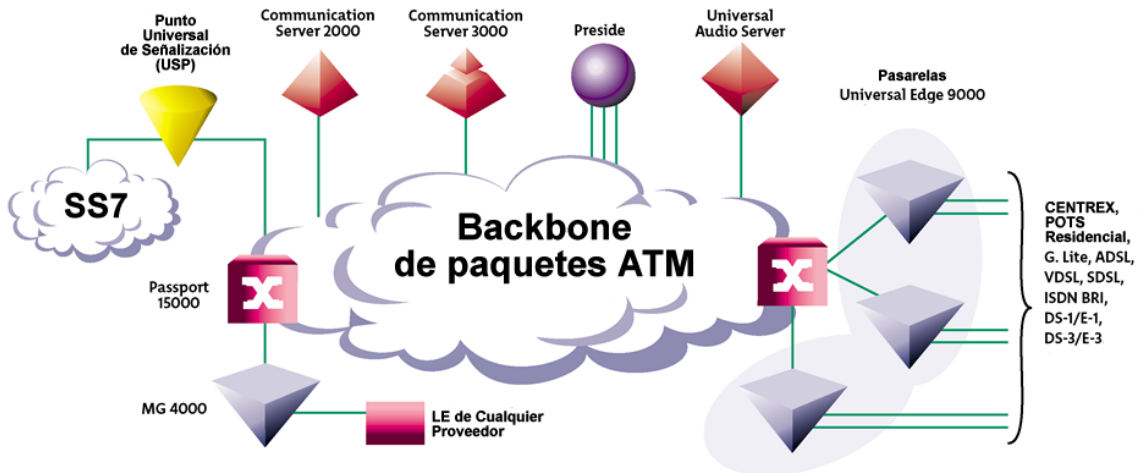 Punto
Universal
de Señalización
(USP)
Communication
Server 2000
Communication
Server 3000
Preside
Universal
Audio Server
Pasarelas
Universal Edge 9000
SS7
Backbone
de paquetes ATM
Passport
15000
MG 4000
LE de Cualquier
Proveedor
CENTREX,
POTS
Residencial,
G. Lite, ADSL,
VDSL, SDSL,
ISDN BRI,
DS-1/E-1,
DS-3/E-3